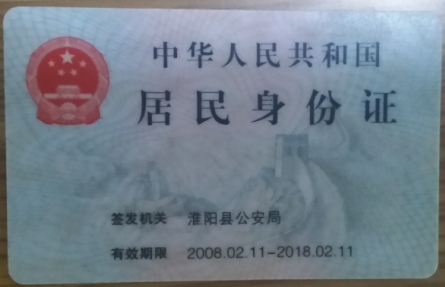 中华人民共和国
居民身份证
签发机关 淮阳县公安局
有效期限 2008.02.11-2018.02.11